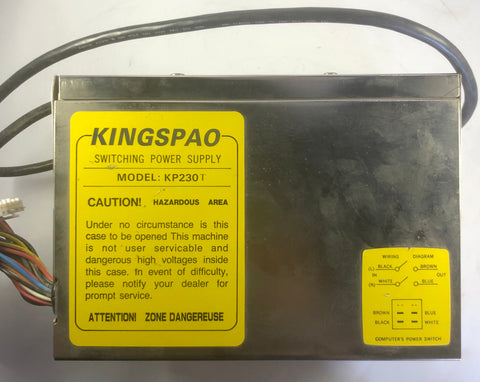 KINGSPAO
SWITCHING POWER SUPPLY
MODEL: KP230T
CAUTION! HAZARDOUS AREA
Under no circumstance is this
case to be opened This machine
is not user servicable and
dangerous high voltages inside
this case. In event of difficulty,
please notify your dealer for
prompt service.
ATTENTION! ZONE DANGEREUSE
WIRING DIAGRAM
(L) BLACK BROWN
IN OUT
(N) WHITE BLUE
BROWN BLUE
BLACK WHITE
COMPUTER'S POWER SWITCH